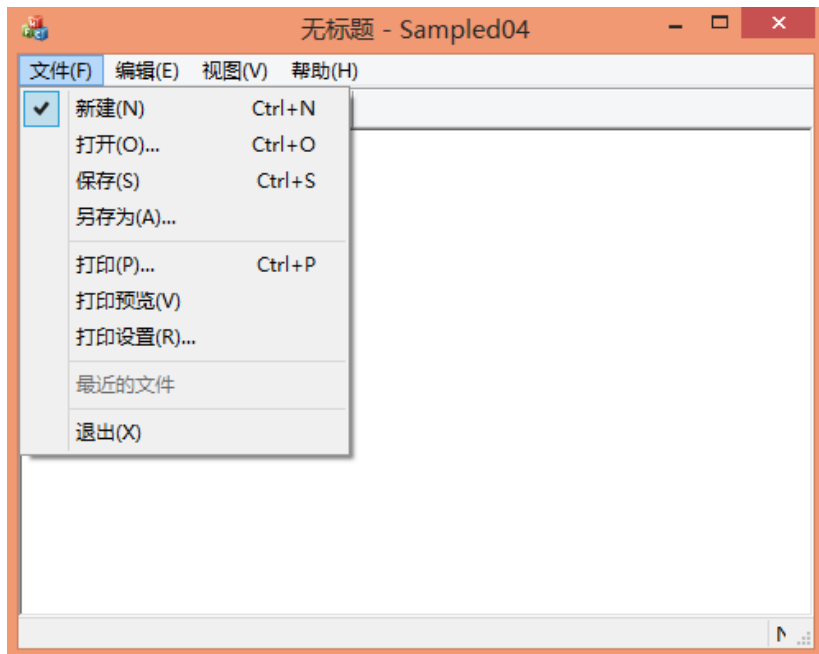 无标题 - Sampled04
文件(F) 编辑(E) 视图(V) 帮助(H)
新建(N) Ctrl+N
打开(O)... Ctrl+O
保存(S) Ctrl+S
另存为(A)...
打印(P)... Ctrl+P
打印预览(V)
打印设置(R)...
最近的文件
退出(X)